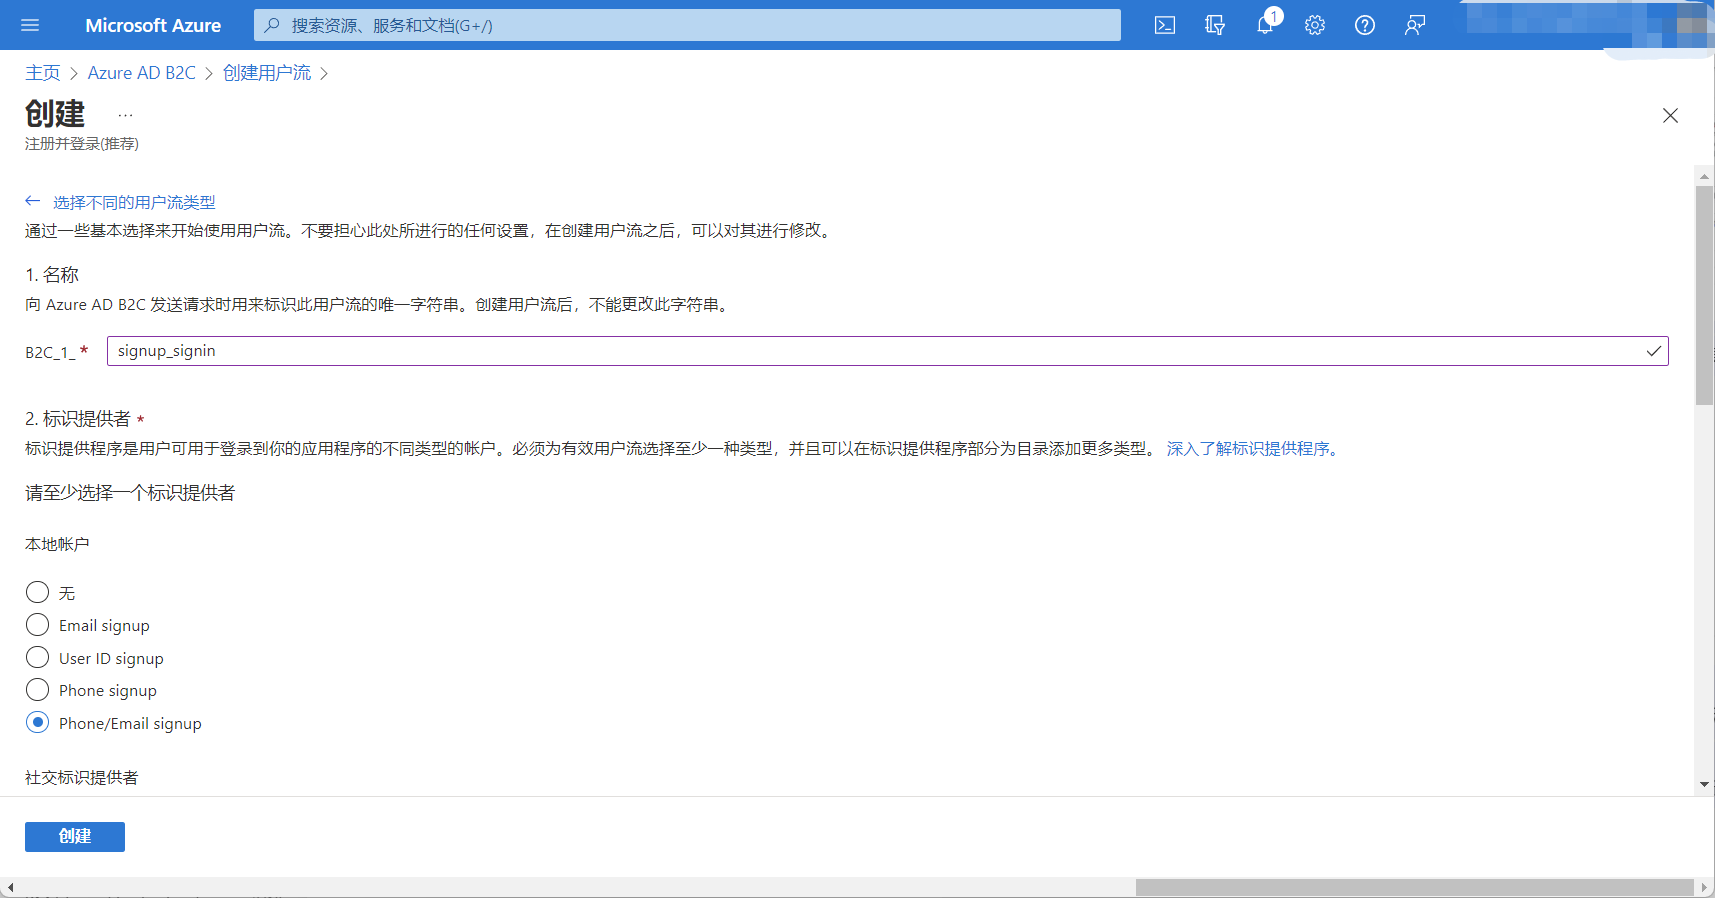 Microsoft Azure
搜索资源、服务和文档(G+/)
1
主页 > Azure AD B2C > 创建用户流 >
创建 ...
注册并登录(推荐)
← 选择不同的用户流类型
通过一些基本选择来开始使用用户流。不要担心此处所进行的任何设置，在创建用户流之后，可以对其进行修改。
1. 名称
向 Azure AD B2C 发送请求时用来标识此用户流的唯一字符串。创建用户流后，不能更改此字符串。
B2C_1_ * signup_signin
2. 标识提供者 *
标识提供程序是用户可用于登录到你的应用程序的不同类型的帐户。必须为有效用户流选择至少一种类型，并且可以在标识提供程序部分为目录添加更多类型。 深入了解标识提供程序。
请至少选择一个标识提供者
本地帐户
无
Email signup
User ID signup
Phone signup
Phone/Email signup
社交标识提供者
创建